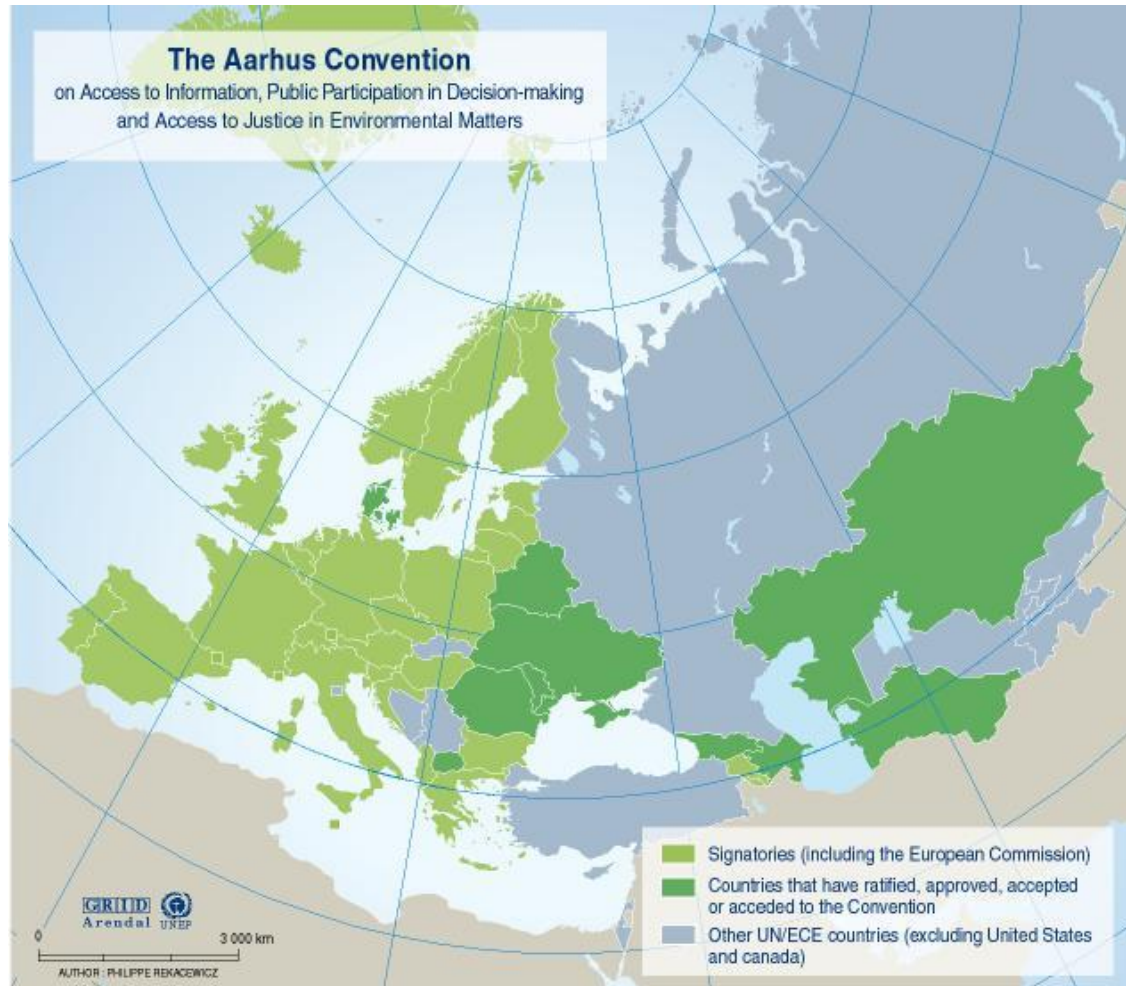 The Aarhus Convention
on Access to Information, Public Participation in Decision-making
and Access to Justice in Environmental Matters
Signatories (including the European Commission)
Countries that have ratified, approved, accepted
or acceded to the Convention
Other UN/ECE countries (excluding United States
and canada)
GRID
Arendal
UNEP
0
3 000 km
AUTHOR : PHILIPPE REKACEWICZ